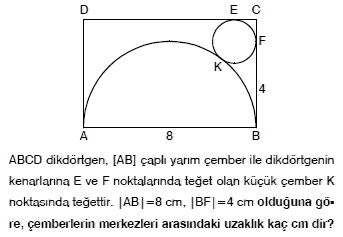 D E C
F
K
4
A 8 B
ABCD dikdörtgen, [AB] çaplı yarım çember ile dikdörtgenin
kenarlarına E ve F noktalarında teğet olan küçük çember K
noktasında teğettir. |AB|=8 cm, |BF|=4 cm olduğuna gö-
re, çemberlerin merkezleri arasındaki uzaklık kaç cm dir?